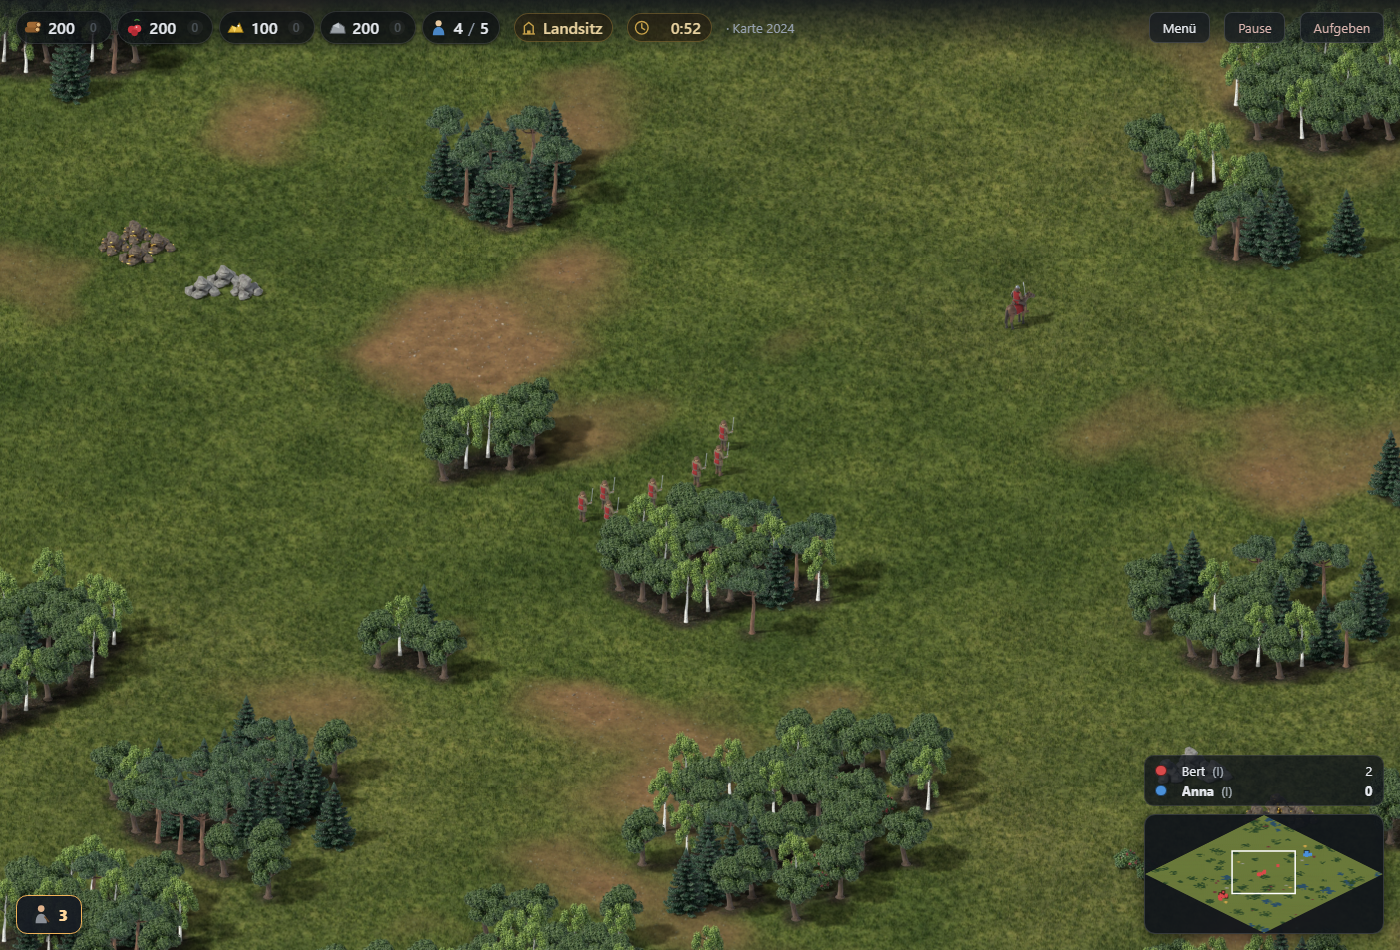 200 0 200 0 100 0 200 0 4 / 5 Landsitz 0:52 · Karte 2024 Menü Pause Aufgeben
Bert (I) 2
Anna (I) 0
3